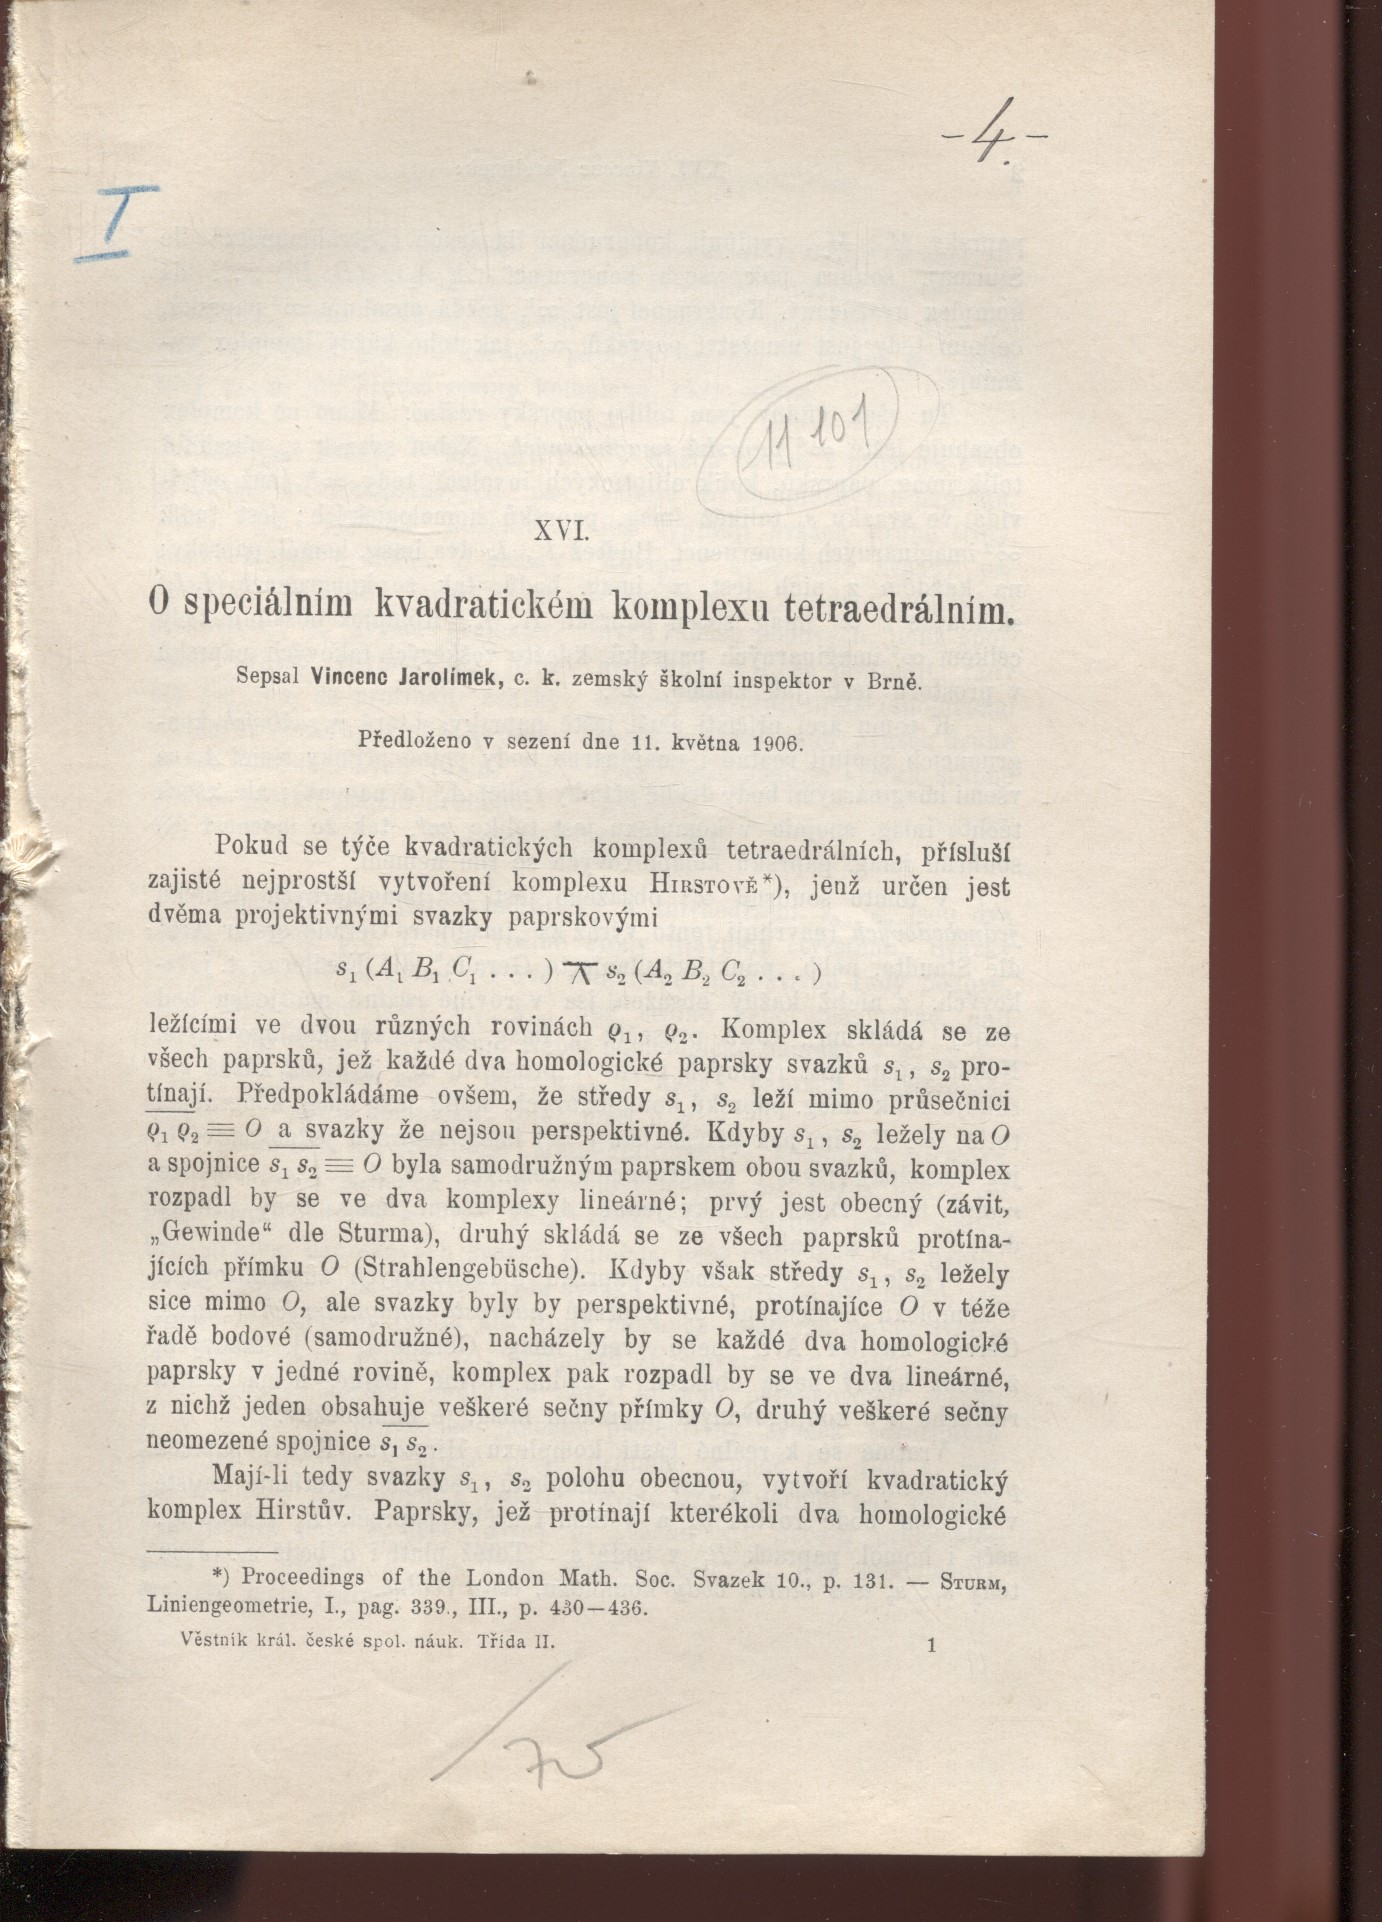 -4.-
I
11 101
XVI.
O speciálním kvadratickém komplexu tetraedrálním.
Sepsal Vincenc Jarolímek, c. k. zemský školní inspektor v Brně.
Předloženo v sezení dne 11. května 1906.
Pokud se týče kvadratických komplexů tetraedrálních, přísluší
zajisté nejprostší vytvoření komplexu Hirstově*), jenž určen jest
dvěma projektivnými svazky paprskovými
s₁ (A₁ B₁ C₁ . . . ) ⊼ s₂ (A₂ B₂ C₂ . . . )
ležícími ve dvou různých rovinách ϱ₁, ϱ₂. Komplex skládá se ze
všech paprsků, jež každé dva homologické paprsky svazků s₁, s₂ pro-
tínají. Předpokládáme ovšem, že středy s₁, s₂ leží mimo průsečnici
ϱ₁ ϱ₂ ≡ O a svazky že nejsou perspektivné. Kdyby s₁, s₂ ležely na O
a spojnice s₁ s₂ ≡ O byla samodružným paprskem obou svazků, komplex
rozpadl by se ve dva komplexy lineárné; prvý jest obecný (závit,
„Gewinde“ dle Sturma), druhý skládá se ze všech paprsků protína-
jících přímku O (Strahlengebüsche). Kdyby však středy s₁, s₂ ležely
sice mimo O, ale svazky byly by perspektivné, protínajíce O v téže
řadě bodové (samodružné), nacházely by se každé dva homologické
paprsky v jedné rovině, komplex pak rozpadl by se ve dva lineárné,
z nichž jeden obsahuje veškeré sečny přímky O, druhý veškeré sečny
neomezené spojnice s₁ s₂.
Mají-li tedy svazky s₁, s₂ polohu obecnou, vytvoří kvadratický
komplex Hirstův. Paprsky, jež protínají kterékoli dva homologické
*) Proceedings of the London Math. Soc. Svazek 10., p. 131. — Sturm,
Liniengeometrie, I., pag. 339., III., p. 430—436.
Věstník král. české spol. náuk. Třída II.
1